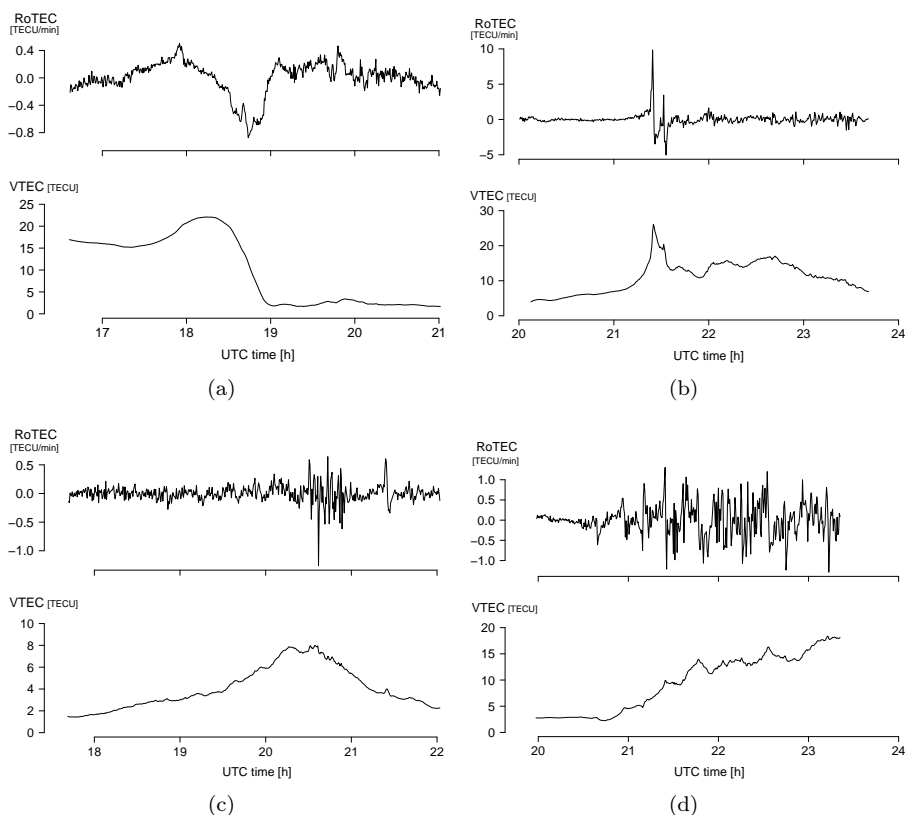 RoTEC
[TECU/min]
0.4
0.0
−0.4
−0.8
VTEC [TECU]
25
20
15
10
5
0
17 18 19 20 21
UTC time [h]
(a)
RoTEC
[TECU/min]
10
5
0
−5
VTEC [TECU]
30
20
10
0
20 21 22 23 24
UTC time [h]
(b)
RoTEC
[TECU/min]
0.5
0.0
−0.5
−1.0
VTEC [TECU]
10
8
6
4
2
0
18 19 20 21 22
UTC time [h]
(c)
RoTEC
[TECU/min]
1.0
0.5
0.0
−0.5
−1.0
VTEC [TECU]
20
15
10
5
0
20 21 22 23 24
UTC time [h]
(d)